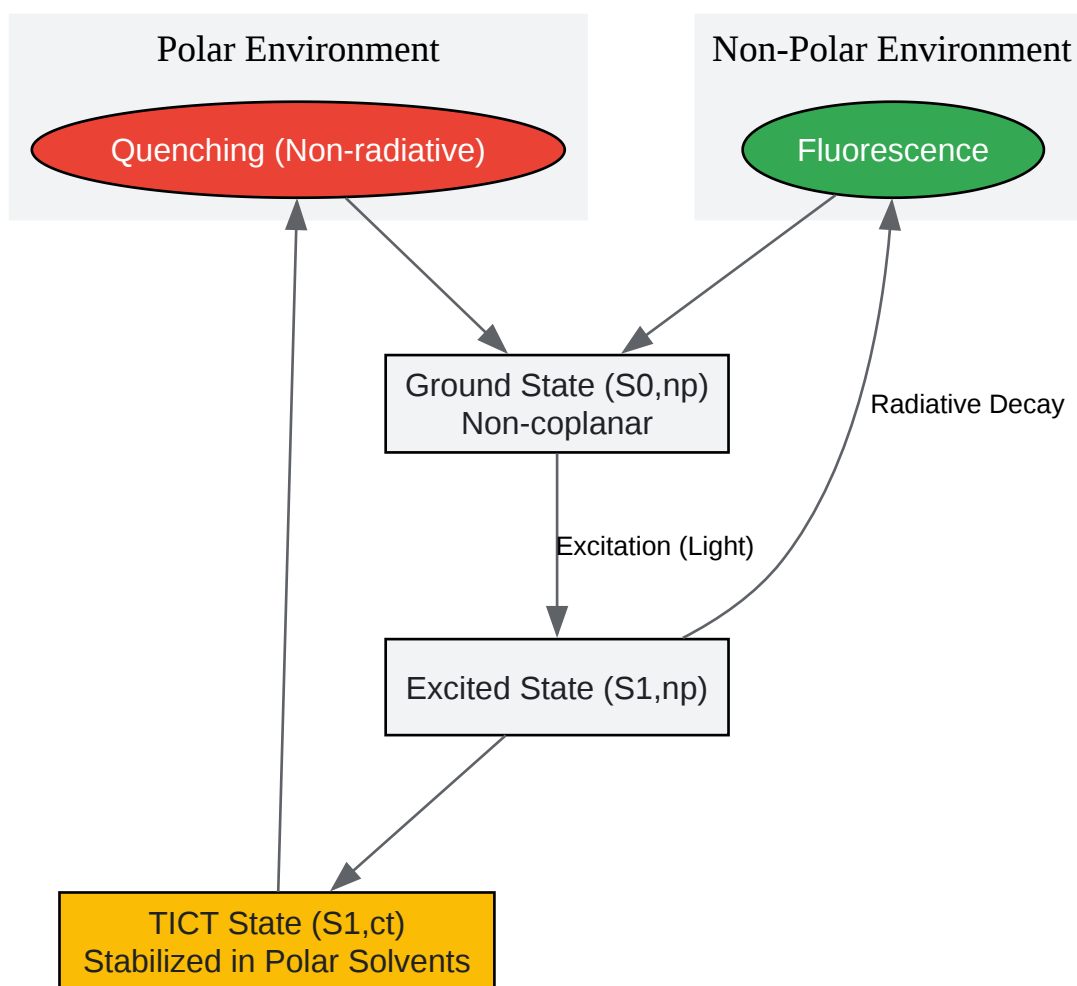 Polar Environment
Non-Polar Environment
Quenching (Non-radiative)
Fluorescence
Ground State (S0,np)
Non-coplanar
Radiative Decay
Excitation (Light)
Excited State (S1,np)
TICT State (S1,ct)
Stabilized in Polar Solvents